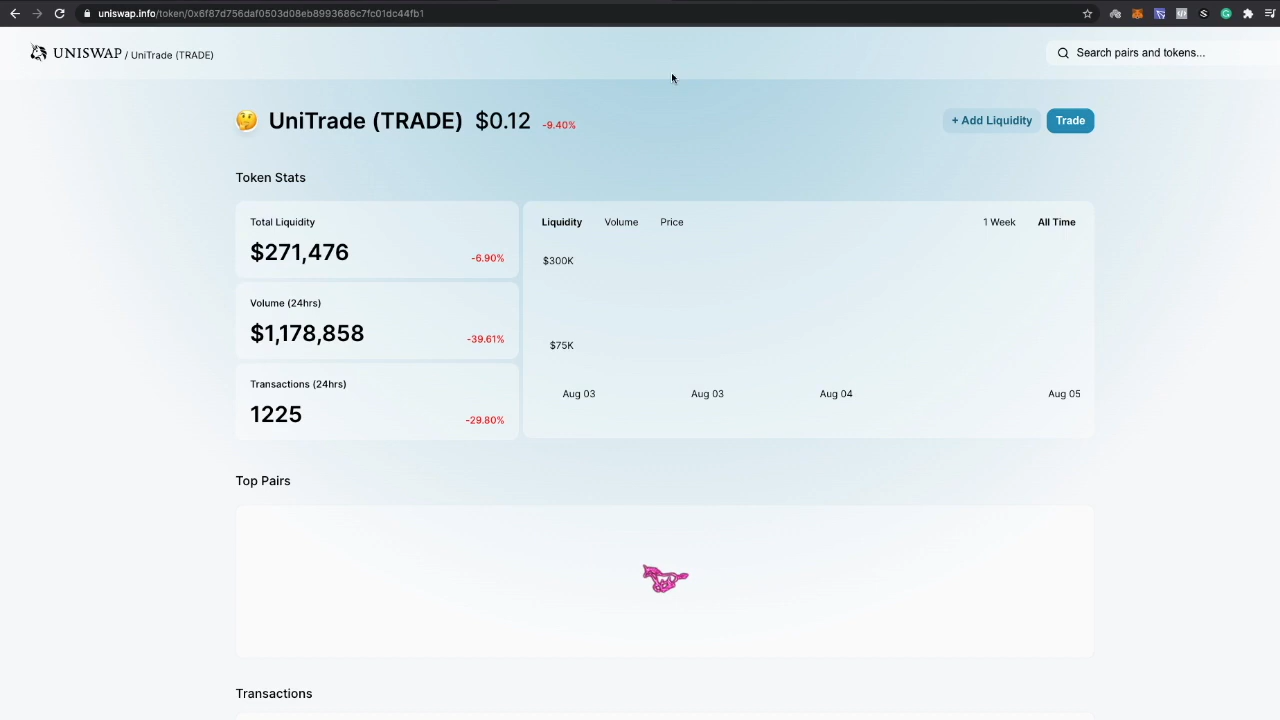 uniswap.info/token/0x6f87d756daf0503d08eb8993686c7fc01dc44fb1
UNISWAP / UniTrade (TRADE)
Search pairs and tokens...
UniTrade (TRADE) $0.12 -9.40%
+ Add Liquidity
Trade
Token Stats
Total Liquidity
$271,476 -6.90%
Volume (24hrs)
$1,178,858 -39.61%
Transactions (24hrs)
1225 -29.80%
Liquidity Volume Price 1 Week All Time
$300K
$75K
Aug 03 Aug 03 Aug 04 Aug 05
Top Pairs
Transactions